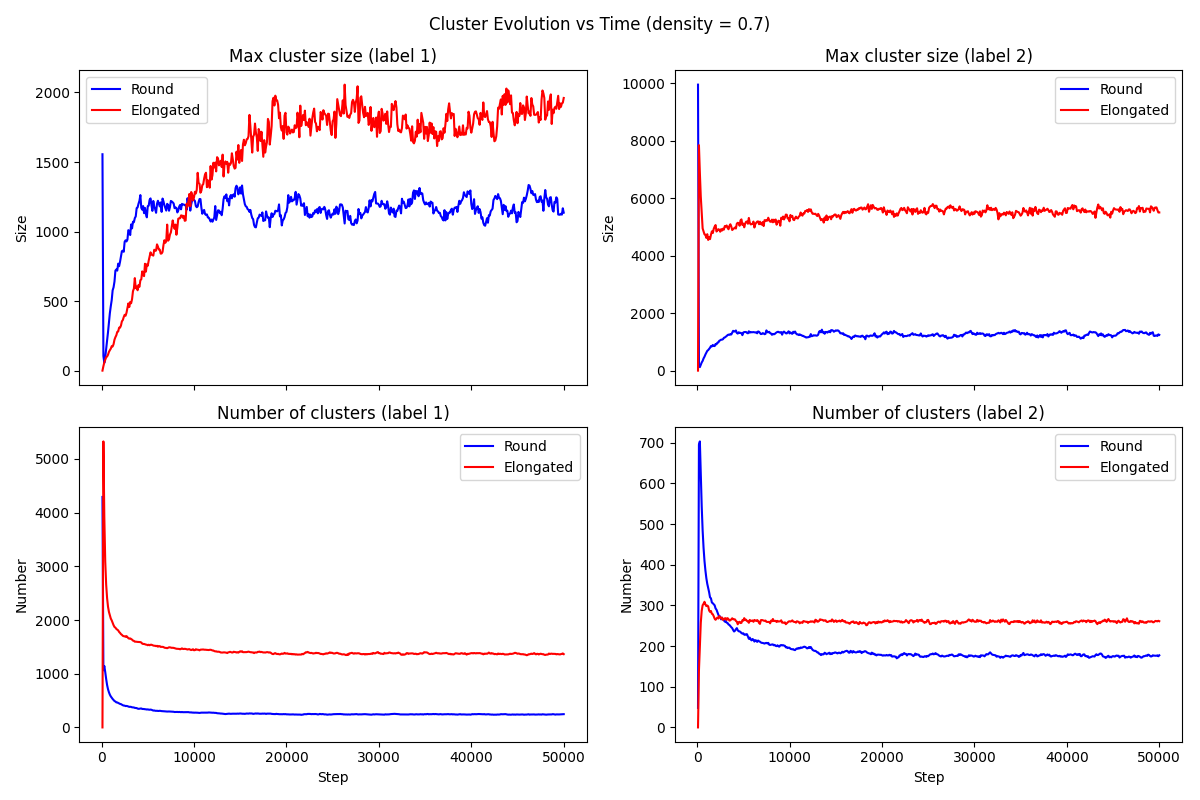 Cluster Evolution vs Time (density = 0.7)
Max cluster size (label 1)
Size
2000
1500
1000
500
0
Round
Elongated
Max cluster size (label 2)
Size
10000
8000
6000
4000
2000
0
Round
Elongated
Number of clusters (label 1)
Number
5000
4000
3000
2000
1000
0
Round
Elongated
0 10000 20000 30000 40000 50000
Step
Number of clusters (label 2)
Number
700
600
500
400
300
200
100
0
Round
Elongated
0 10000 20000 30000 40000 50000
Step